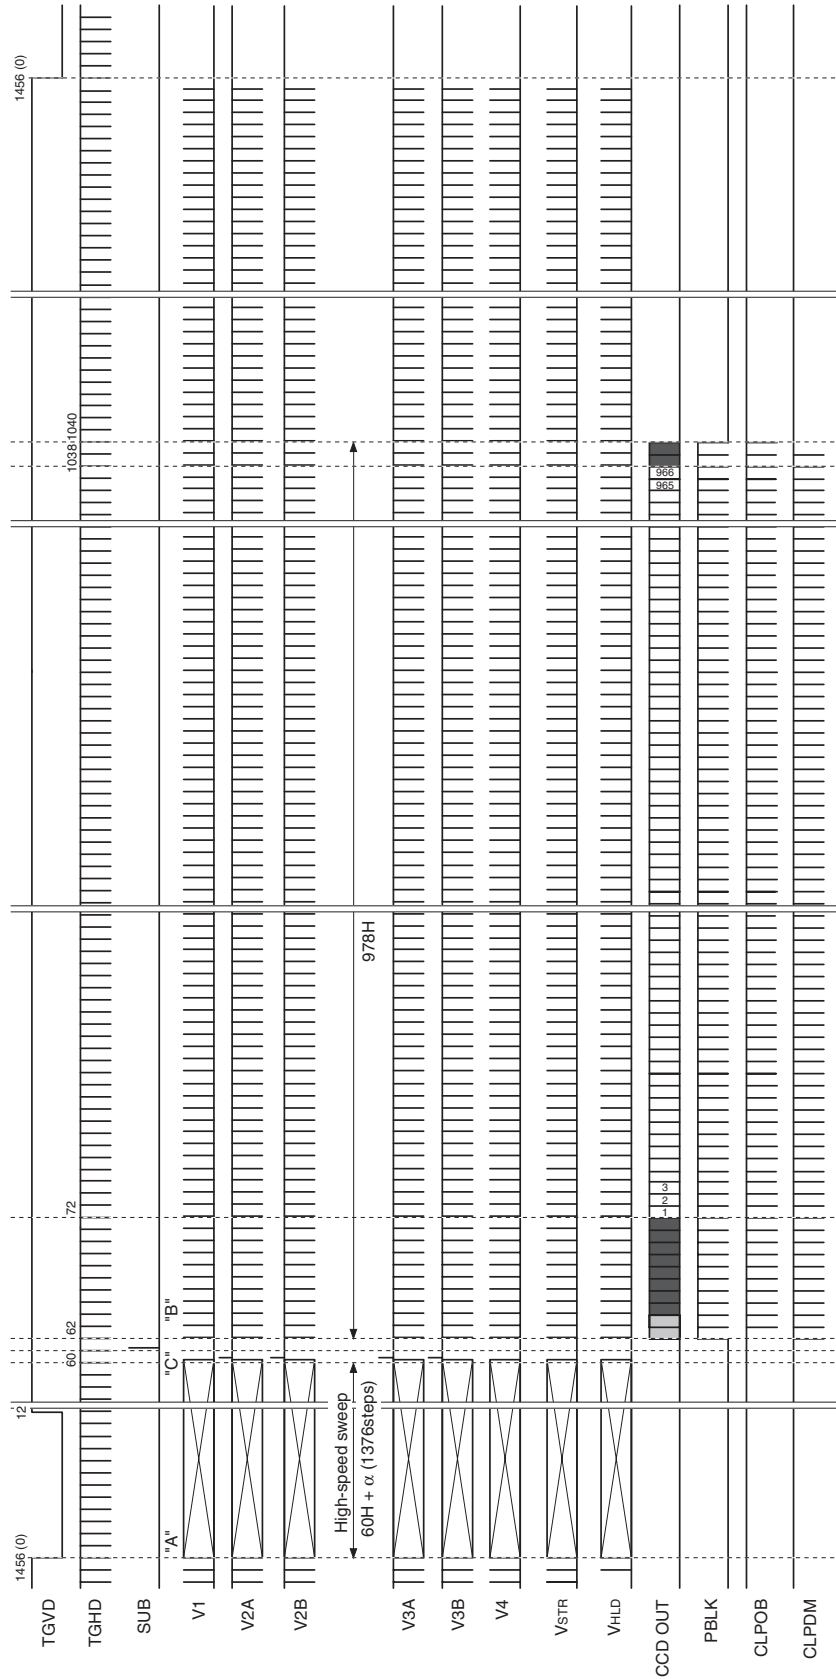 TGVD
TGHD
SUB
V1
V2A
V2B
V3A
V3B
V4
VSTR
VHLD
CCD OUT
PBLK
CLPOB
CLPDM
1456 (0)
12
1456 (0)
60
62
72
1038
1040
"A"
"C"
"B"
High-speed sweep
60H + α (1376steps)
978H
1
2
3
965
966